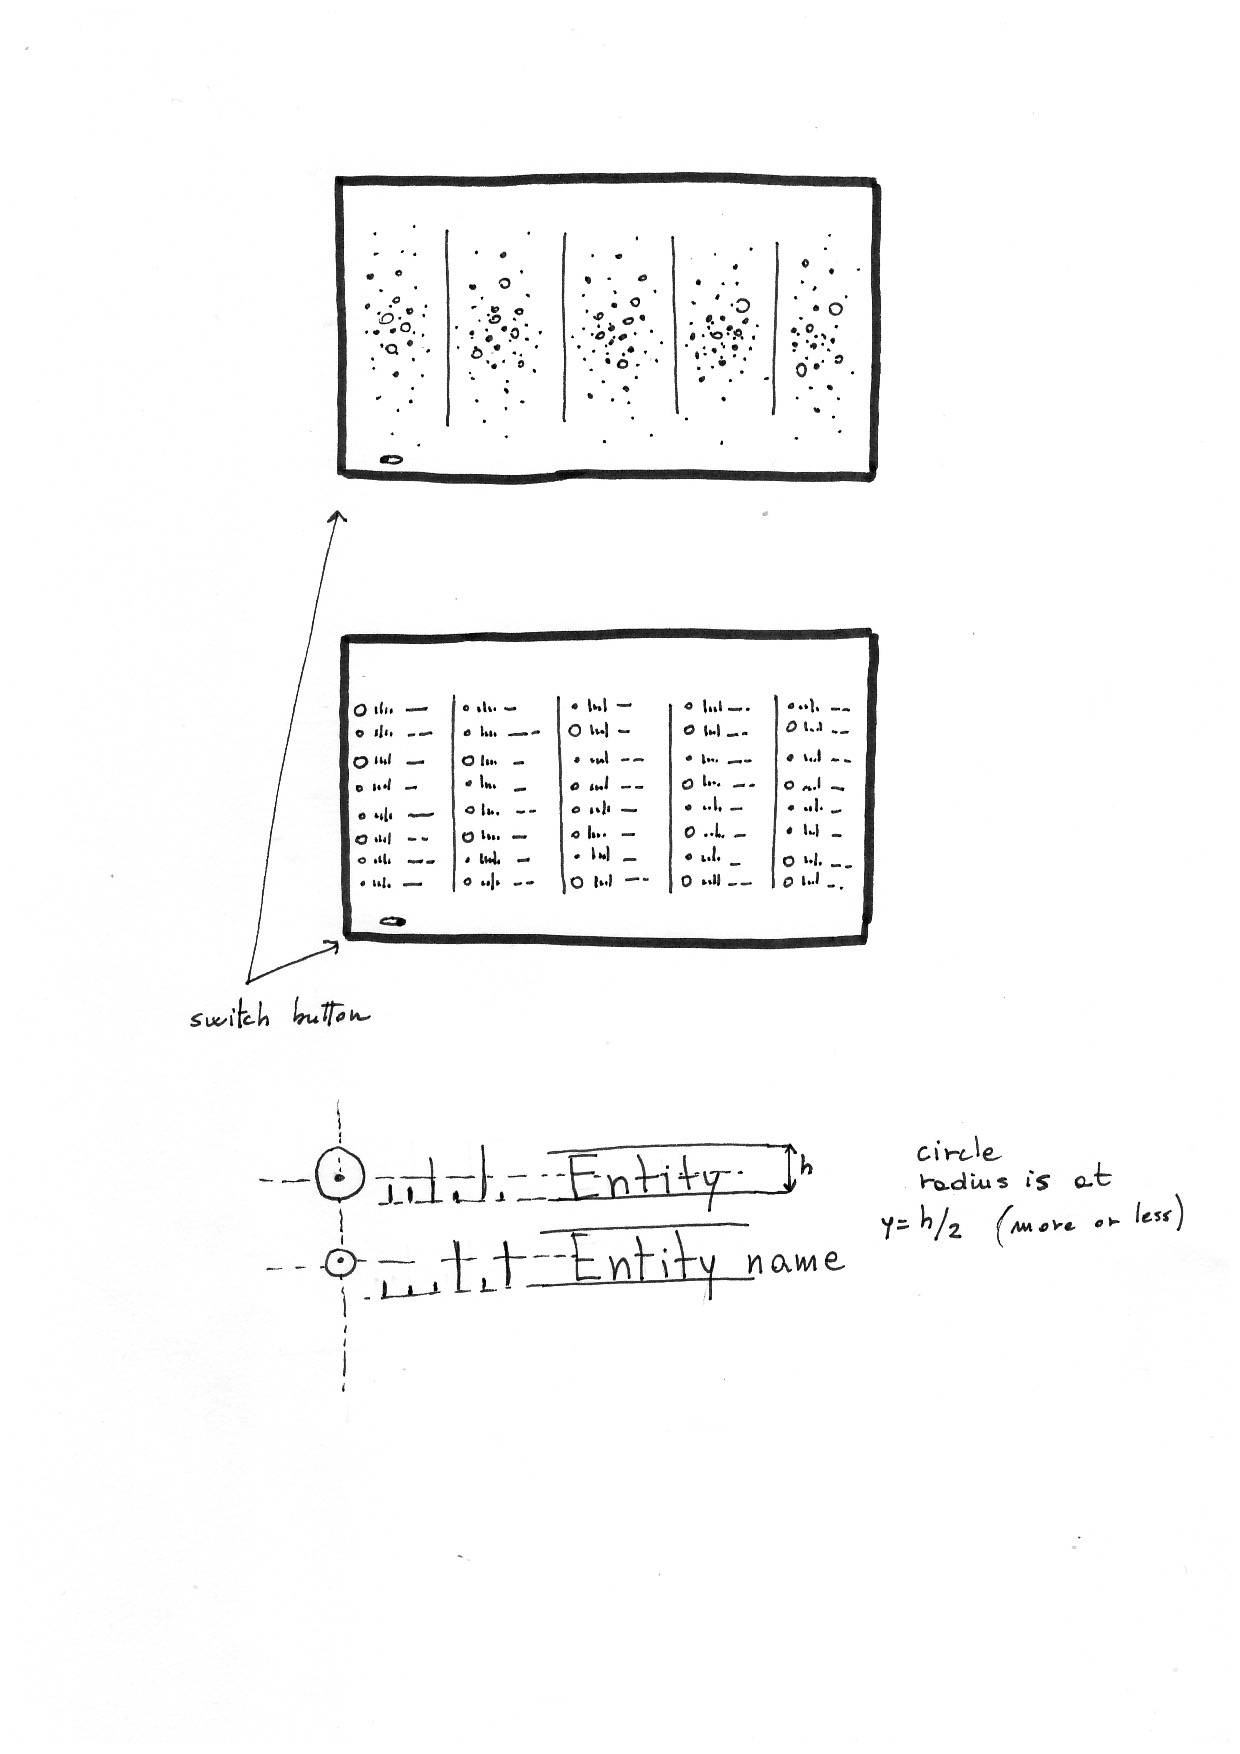 switch button
Entity
h
Entity name
circle
radius is at
y = h/2 (more or less)